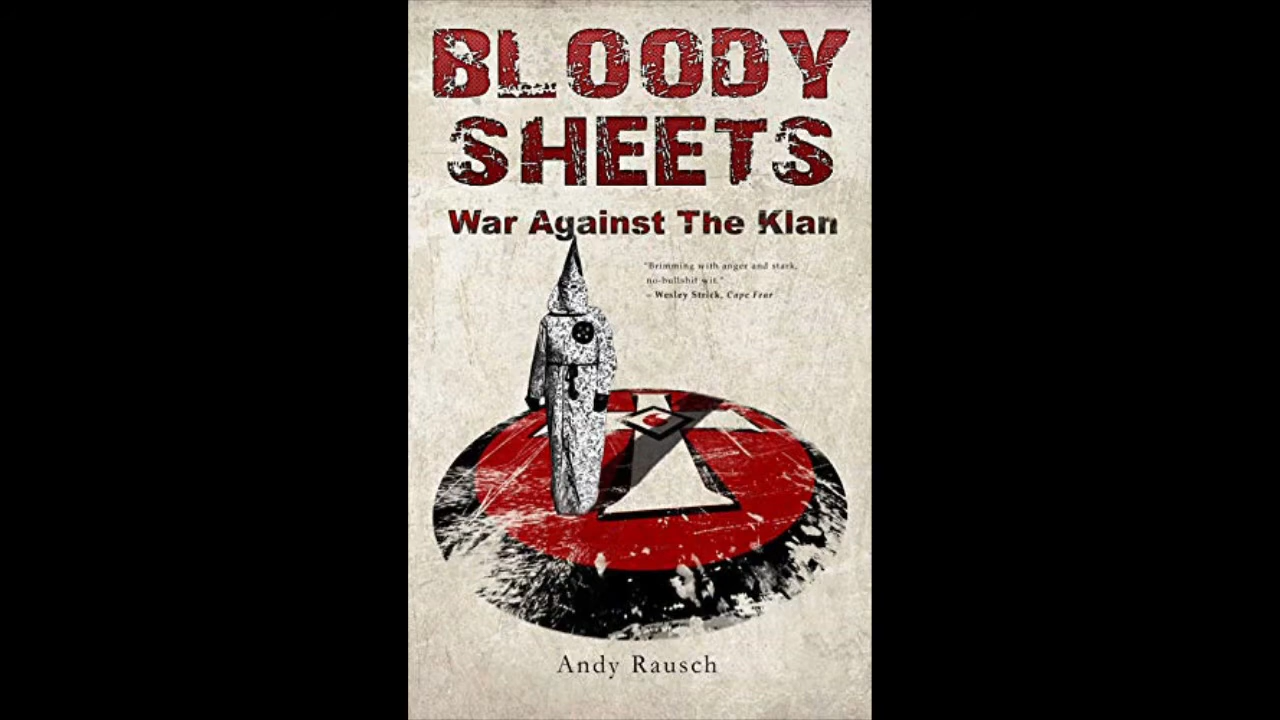 BLOODY
SHEETS
War Against The Klan
"Brimming with anger and stark,
no-bullshit wit."
– Wesley Strick, Cape Fear
Andy Rausch